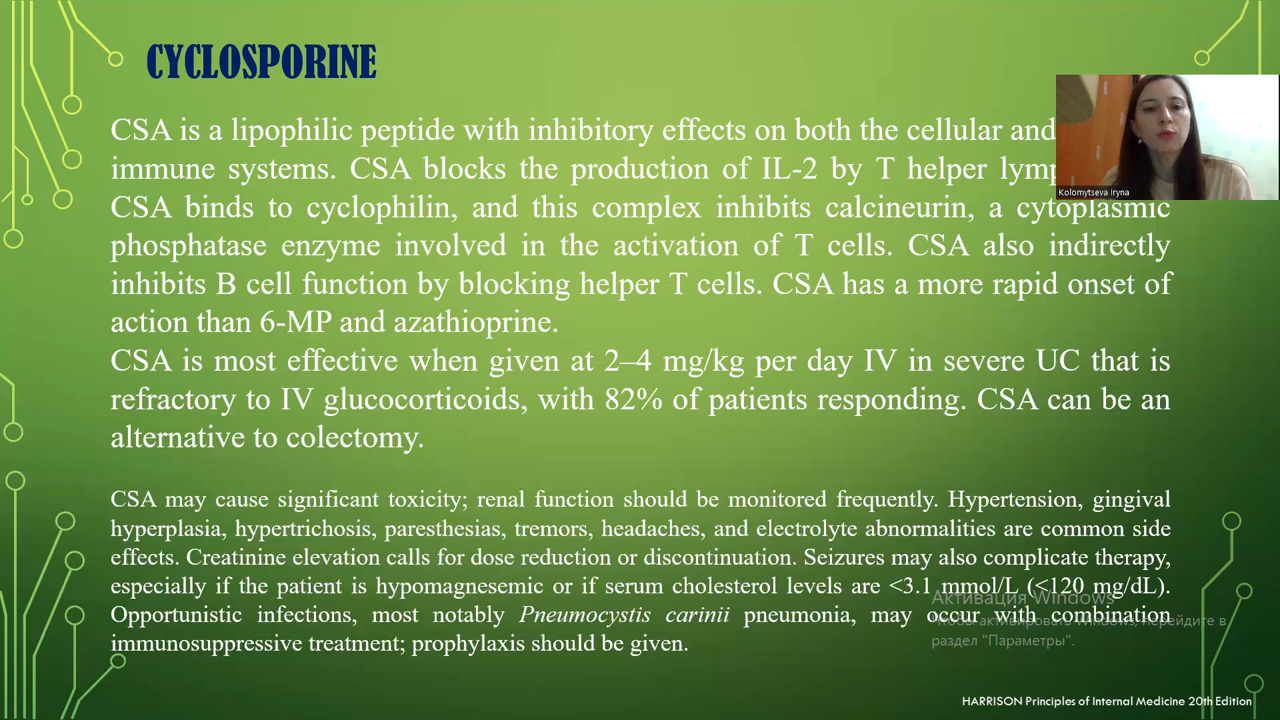 CYCLOSPORINE
CSA is a lipophilic peptide with inhibitory effects on both the cellular and
immune systems. CSA blocks the production of IL-2 by T helper
Kolomytseva Iryna
CSA binds to cyclophilin, and this complex inhibits calcineurin, a cytoplasmic
phosphatase enzyme involved in the activation of T cells. CSA also indirectly
inhibits B cell function by blocking helper T cells. CSA has a more rapid onset of
action than 6-MP and azathioprine.
CSA is most effective when given at 2–4 mg/kg per day IV in severe UC that is
refractory to IV glucocorticoids, with 82% of patients responding. CSA can be an
alternative to colectomy.
CSA may cause significant toxicity; renal function should be monitored frequently. Hypertension, gingival
hyperplasia, hypertrichosis, paresthesias, tremors, headaches, and electrolyte abnormalities are common side
effects. Creatinine elevation calls for dose reduction or discontinuation. Seizures may also complicate therapy,
especially if the patient is hypomagnesemic or if serum cholesterol levels are <3.1 mmol/L (<120 mg/dL).
Активация Windows
Opportunistic infections, most notably Pneumocystis carinii pneumonia, may occur with combination
Чтобы активировать Windows, перейдите в
immunosuppressive treatment; prophylaxis should be given.
раздел "Параметры".
HARRISON Principles of Internal Medicine 20th Edition